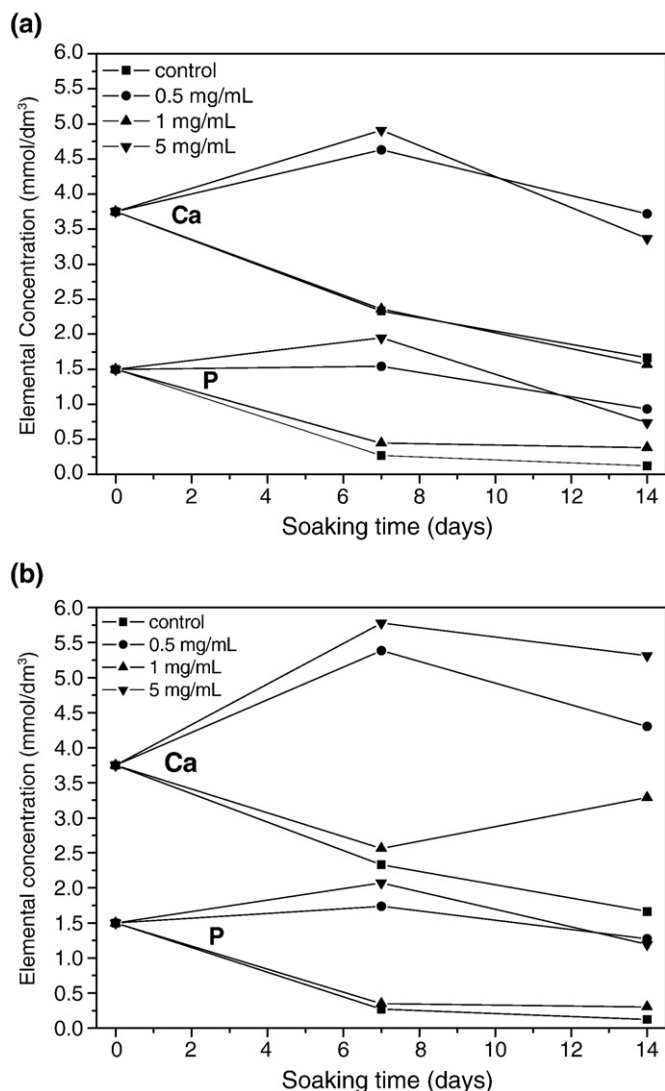 (a)
6.0
5.5
5.0
4.5
4.0
3.5
3.0
2.5
2.0
1.5
1.0
0.5
0.0
Elemental Concentration (mmol/dm³)
control
0.5 mg/mL
1 mg/mL
5 mg/mL
Ca
P
0 2 4 6 8 10 12 14
Soaking time (days)
(b)
6.0
5.5
5.0
4.5
4.0
3.5
3.0
2.5
2.0
1.5
1.0
0.5
0.0
Elemental concentration (mmol/dm³)
control
0.5 mg/mL
1 mg/mL
5 mg/mL
Ca
P
0 2 4 6 8 10 12 14
Soaking time (days)